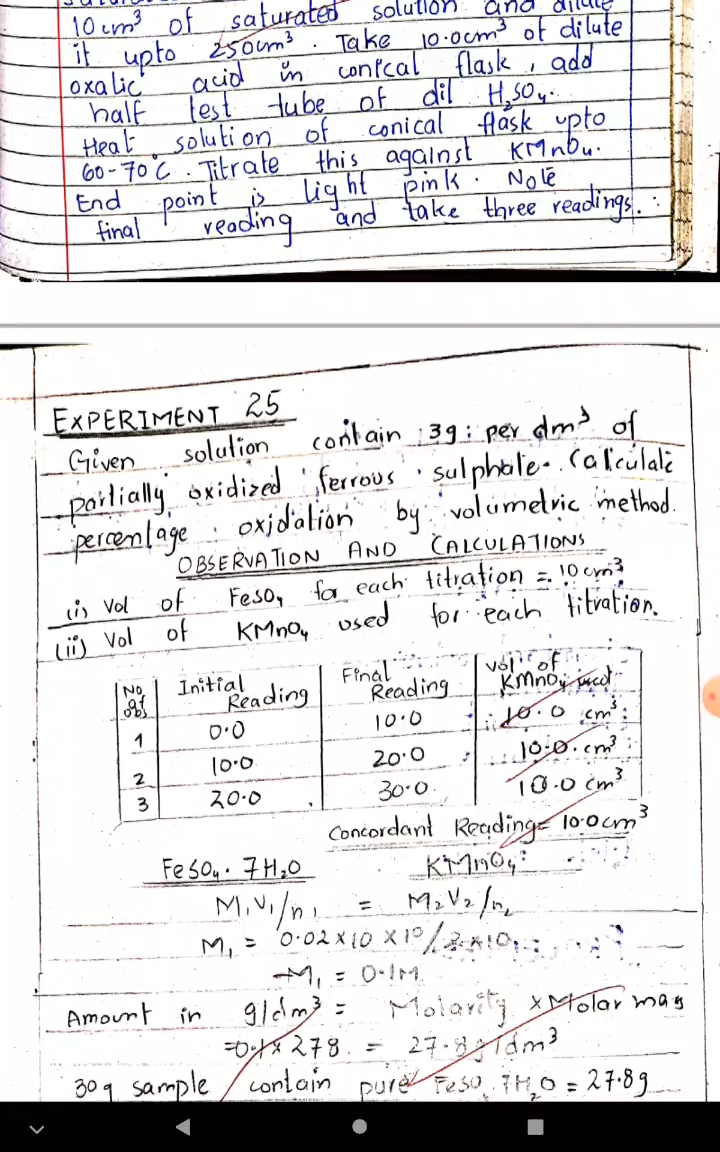 10 cm³ of saturated solution and dilute
it upto 250cm³. Take 10.0cm³ of dilute
oxalic acid in conical flask, add
half test tube of dil H₂SO₄.
Heat solution of conical flask upto
60-70°C. Titrate this against KMnO₄.
End point is light pink. Note
final reading and take three readings.
EXPERIMENT 25
Given solution contain 3g per dm³ of
partially oxidized ferrous sulphate. Calculate
percentage oxidation by volumetric method.
OBSERVATION AND CALCULATIONS
(i) Vol of FeSO₄ for each titration = 10cm³
(ii) Vol of KMnO₄ used for each titration.
No of obs Initial Reading Final Reading vol of KMnO₄ used
1 0.0 10.0 10.0 cm³
2 10.0 20.0 10.0 cm³
3 20.0 30.0 10.0 cm³
Concordant Reading = 10.0cm³
FeSO₄. 7H₂O KMnO₄
M₁V₁/n₁ = M₂V₂/n₂
M₁ = 0.02×10×10/2×10
M₁ = 0.1M
Amount in g/dm³ = Molarity × Molar mas
=0.1×278 = 27.8g/dm³
30g sample contain pure FeSO₄ 7H₂O = 27.8g